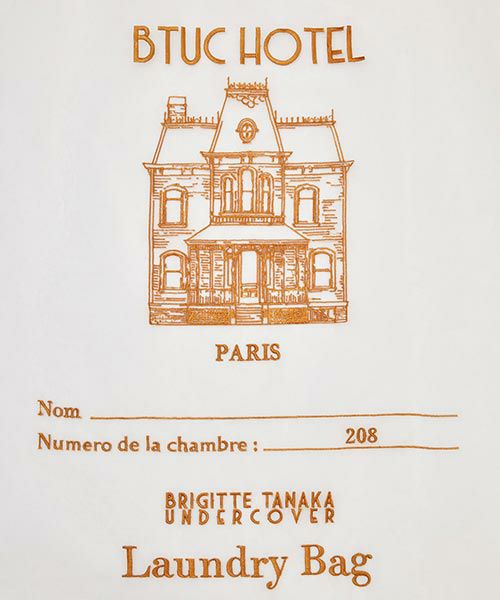 BTUC HOTEL
PARIS
Nom
Numero de la chambre : 208
BRIGITTE TANAKA
UNDERCOVER
Laundry Bag